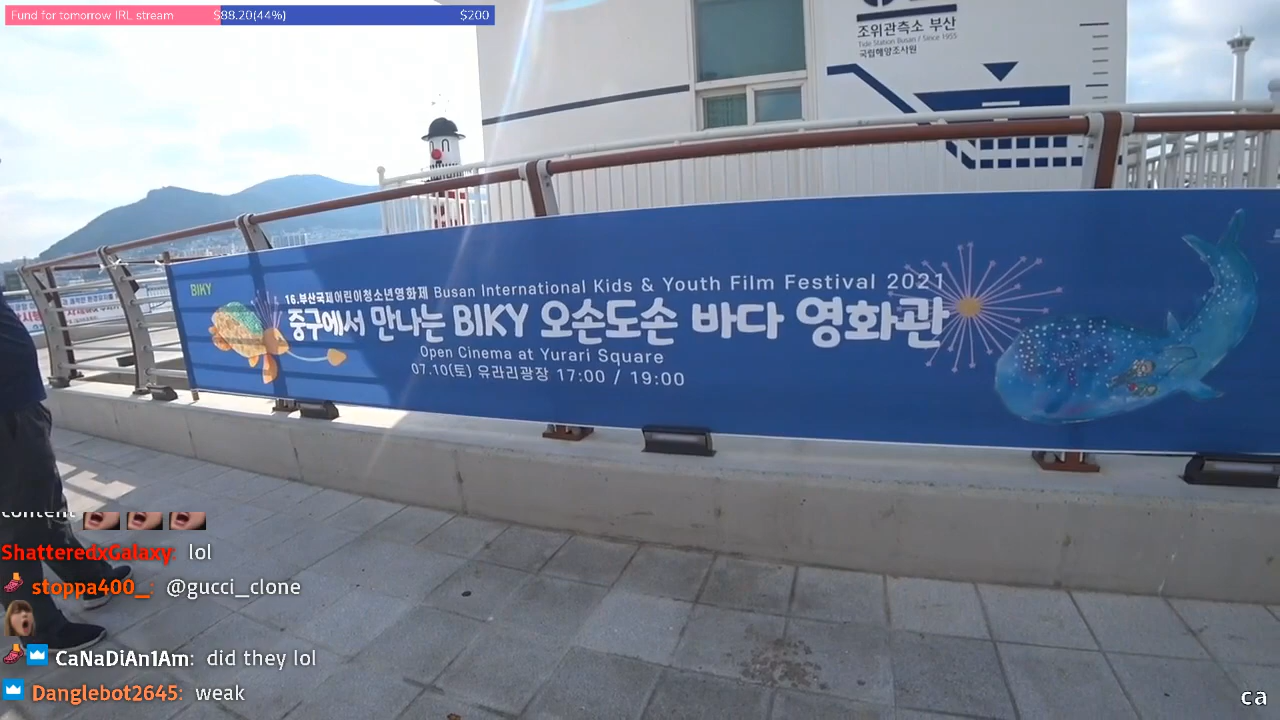 Fund for tomorrow IRL stream $88.20(44%) $200
조위관측소 부산
Tide Station Busan / Since 1955
국립해양조사원
BIKY
16.부산국제어린이청소년영화제 Busan International Kids & Youth Film Festival 2021
중구에서 만나는 BIKY 오손도손 바다 영화관
Open Cinema at Yurari Square
07.10(토) 유라리광장 17:00 / 19:00
content
ShatteredxGalaxy: lol
stoppa400_: @gucci_clone
CaNaDiAn1Am: did they lol
Danglebot2645: weak
ca